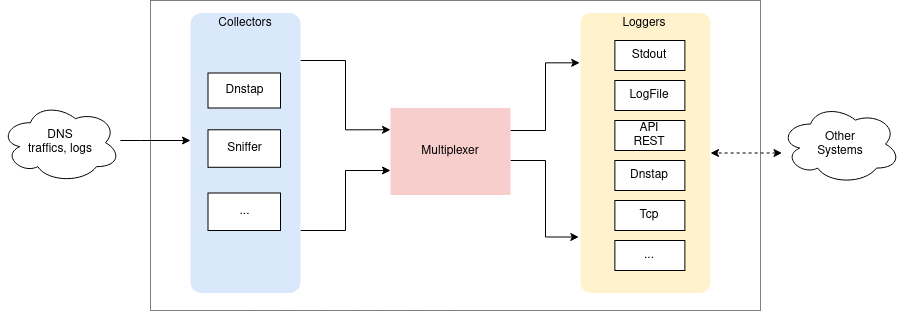 Collectors
Loggers
Dnstap
Sniffer
...
DNS
traffics, logs
Multiplexer
Stdout
LogFile
API
REST
Dnstap
Tcp
...
Other
Systems